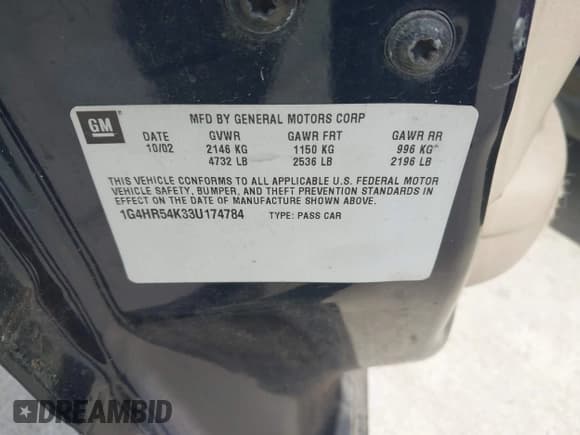 GM
MFD BY GENERAL MOTORS CORP
DATE GVWR GAWR FRT GAWR RR
10/02 2146 KG 1150 KG 996 KG
4732 LB 2536 LB 2196 LB
THIS VEHICLE CONFORMS TO ALL APPLICABLE U.S. FEDERAL MOTOR
VEHICLE SAFETY, BUMPER, AND THEFT PREVENTION STANDARDS IN
EFFECT ON THE DATE OF MANUFACTURE SHOWN ABOVE.
1G4HR54K33U174784 TYPE: PASS CAR
DREAMBID